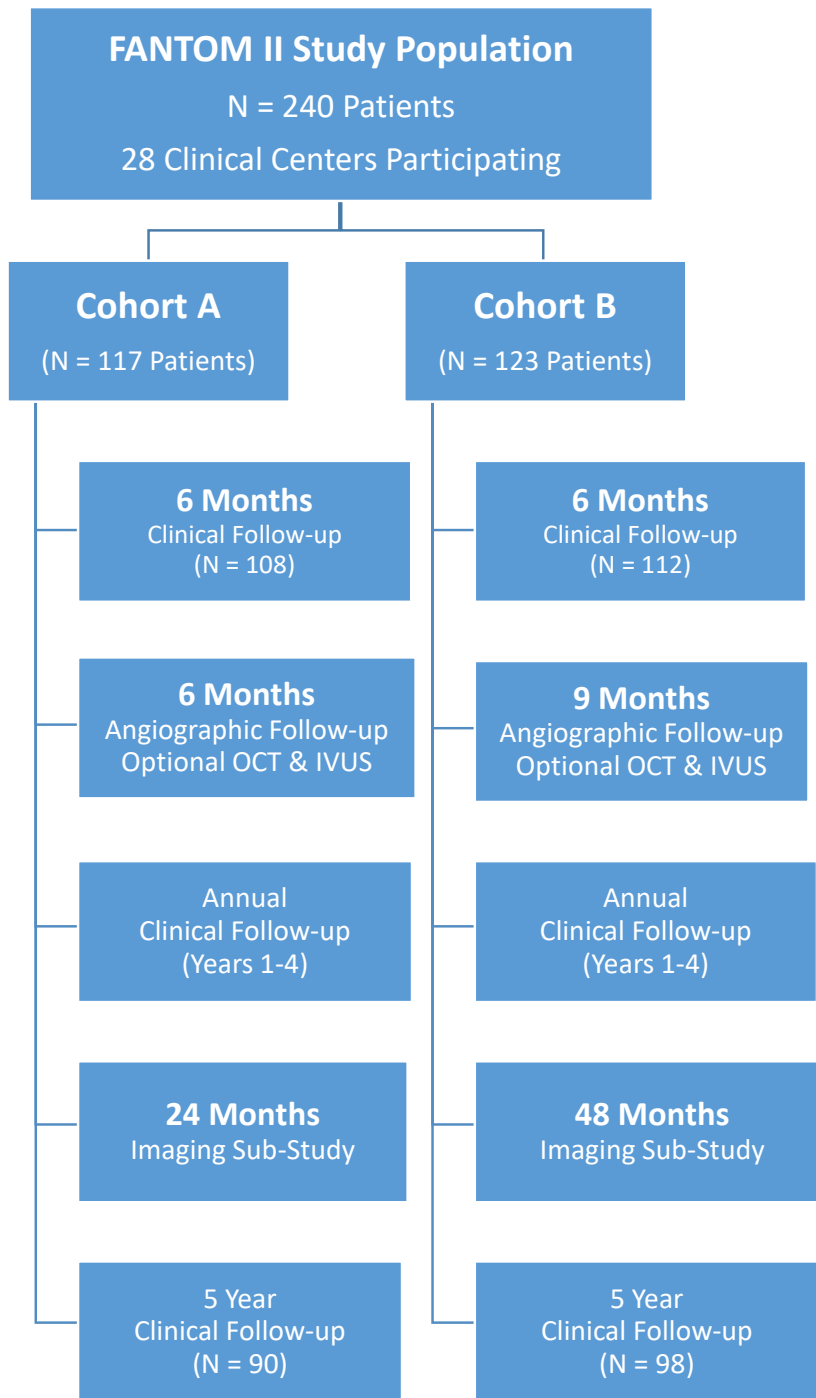 FANTOM II Study Population
N = 240 Patients
28 Clinical Centers Participating
Cohort A
(N = 117 Patients)
Cohort B
(N = 123 Patients)
6 Months
Clinical Follow-up
(N = 108)
6 Months
Clinical Follow-up
(N = 112)
6 Months
Angiographic Follow-up
Optional OCT & IVUS
9 Months
Angiographic Follow-up
Optional OCT & IVUS
Annual
Clinical Follow-up
(Years 1-4)
Annual
Clinical Follow-up
(Years 1-4)
24 Months
Imaging Sub-Study
48 Months
Imaging Sub-Study
5 Year
Clinical Follow-up
(N = 90)
5 Year
Clinical Follow-up
(N = 98)